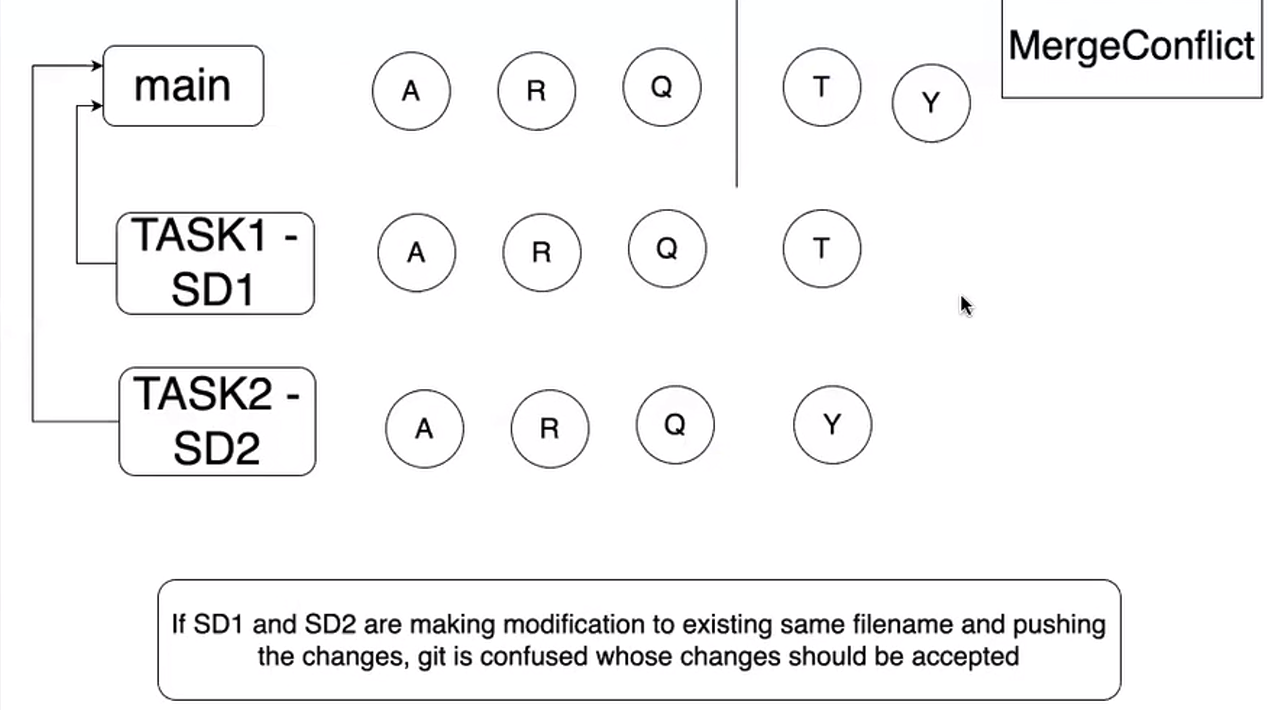 MergeConflict
main
A
R
Q
T
Y
TASK1 -
SD1
A
R
Q
T
TASK2 -
SD2
A
R
Q
Y
If SD1 and SD2 are making modification to existing same filename and pushing
the changes, git is confused whose changes should be accepted